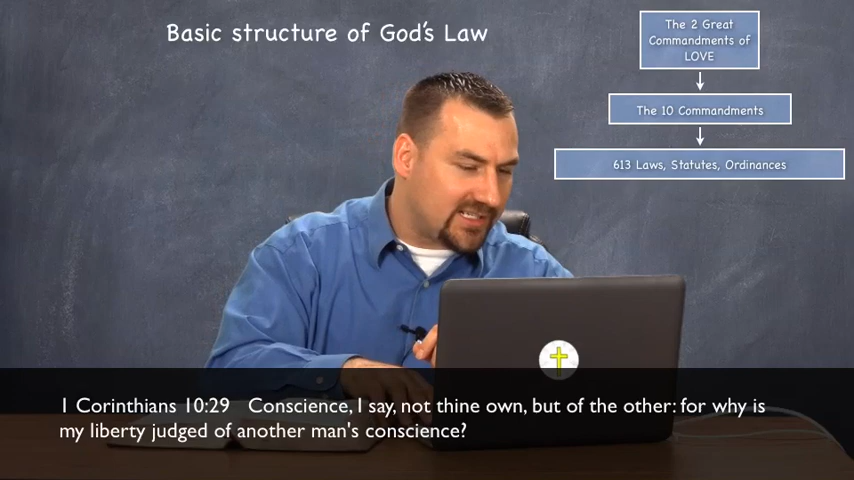 Basic structure of God's Law
The 2 Great
Commandments of
LOVE
The 10 Commandments
613 Laws, Statutes, Ordinances
1 Corinthians 10:29 Conscience, I say, not thine own, but of the other: for why is
my liberty judged of another man's conscience?